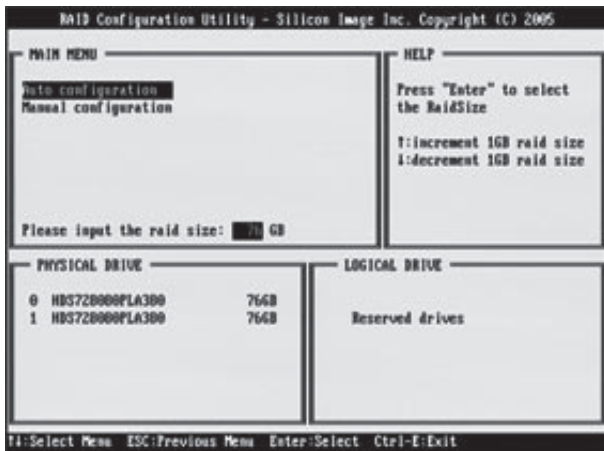 RAID Configuration Utility - Silicon Image Inc. Copyright (C) 2005
MAIN MENU
Auto configuration
Manual configuration
Please input the raid size: 76 GB
HELP
Press "Enter" to select
the RaidSize
↑:increment 1GB raid size
↓:decrement 1GB raid size
PHYSICAL DRIVE
0 HDS728080PLA380 76GB
1 HDS728080PLA380 76GB
LOGICAL DRIVE
Reserved drives
↑↓:Select Menu ESC:Previous Menu Enter:Select Ctrl-E:Exit